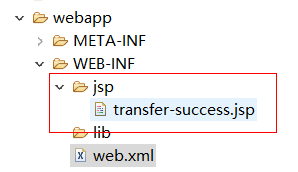 webapp
META-INF
WEB-INF
jsp
transfer-success.jsp
lib
web.xml